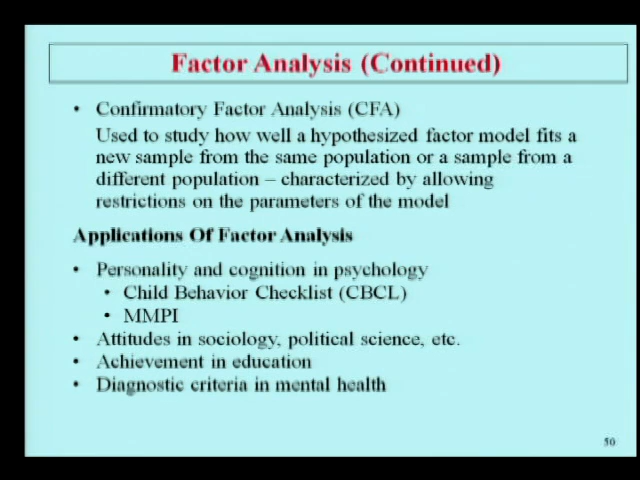 Factor Analysis (Continued)
• Confirmatory Factor Analysis (CFA)
Used to study how well a hypothesized factor model fits a
new sample from the same population or a sample from a
different population – characterized by allowing
restrictions on the parameters of the model
Applications Of Factor Analysis
• Personality and cognition in psychology
• Child Behavior Checklist (CBCL)
• MMPI
• Attitudes in sociology, political science, etc.
• Achievement in education
• Diagnostic criteria in mental health
50